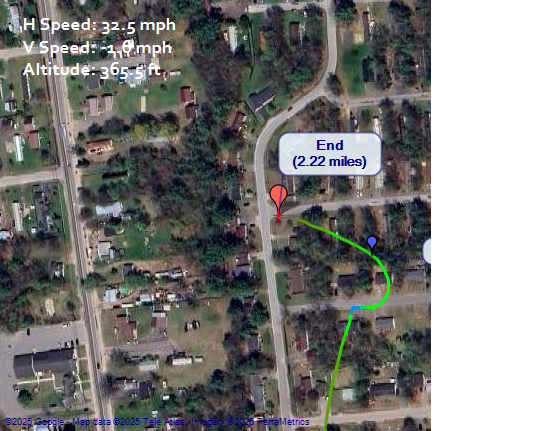 H Speed: 32.5 mph
V Speed: -1.6 mph
Altitude: 365.5 ft
End
(2.22 miles)
©2025 Google - Map data ©2025 Tele Atlas, Imagery ©2025 TerraMetrics